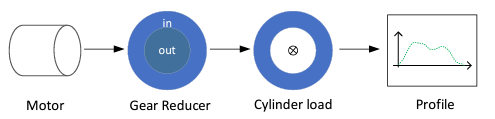 in
out
Motor
Gear Reducer
Cylinder load
Profile